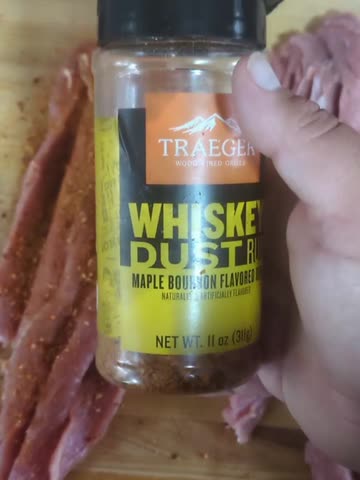 TRAEGER
WOOD FIRED GRILLS
WHISKEY
DUST
MAPLE BOURBON FLAVORED
NATURALLY & ARTIFICIALLY FLAVORED
NET WT. 11 oz (311g)